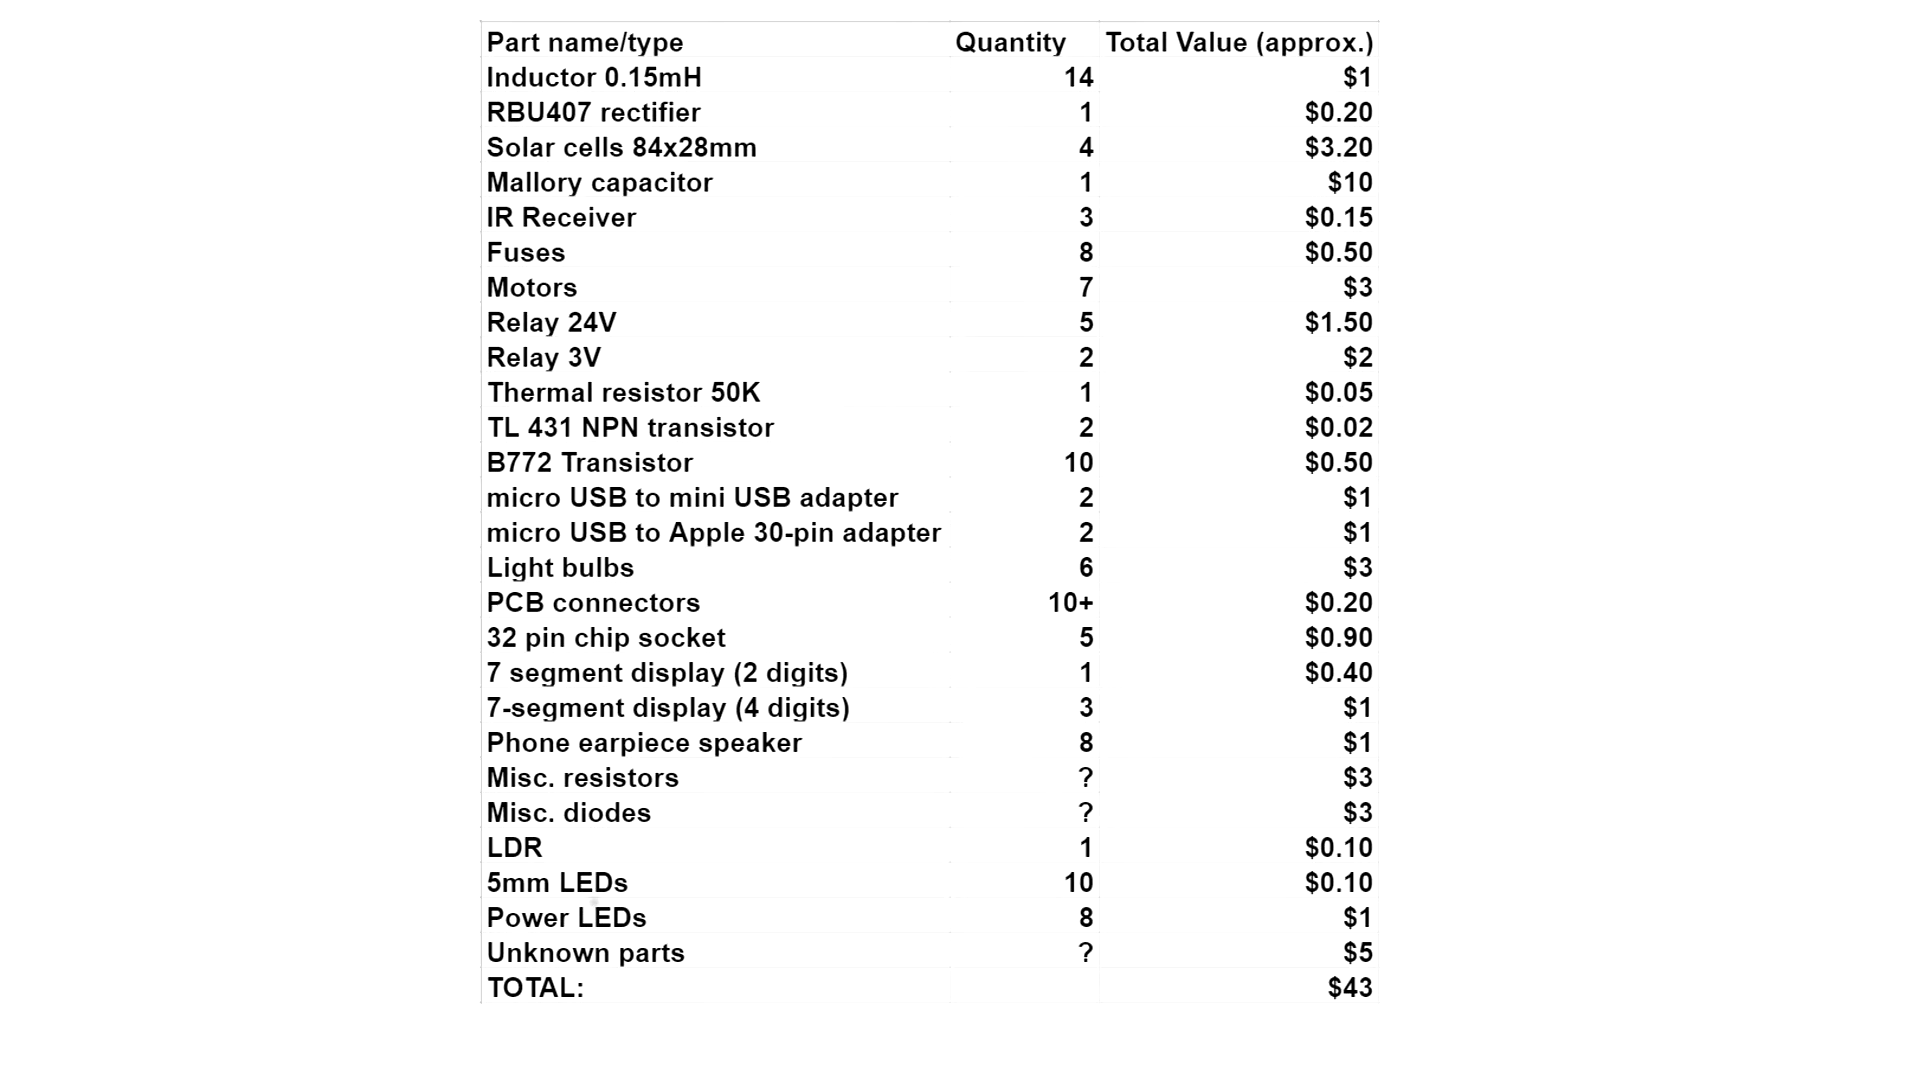 Part name/type Quantity Total Value (approx.)
Inductor 0.15mH 14 $1
RBU407 rectifier 1 $0.20
Solar cells 84x28mm 4 $3.20
Mallory capacitor 1 $10
IR Receiver 3 $0.15
Fuses 8 $0.50
Motors 7 $3
Relay 24V 5 $1.50
Relay 3V 2 $2
Thermal resistor 50K 1 $0.05
TL 431 NPN transistor 2 $0.02
B772 Transistor 10 $0.50
micro USB to mini USB adapter 2 $1
micro USB to Apple 30-pin adapter 2 $1
Light bulbs 6 $3
PCB connectors 10+ $0.20
32 pin chip socket 5 $0.90
7 segment display (2 digits) 1 $0.40
7-segment display (4 digits) 3 $1
Phone earpiece speaker 8 $1
Misc. resistors ? $3
Misc. diodes ? $3
LDR 1 $0.10
5mm LEDs 10 $0.10
Power LEDs 8 $1
Unknown parts ? $5
TOTAL: $43